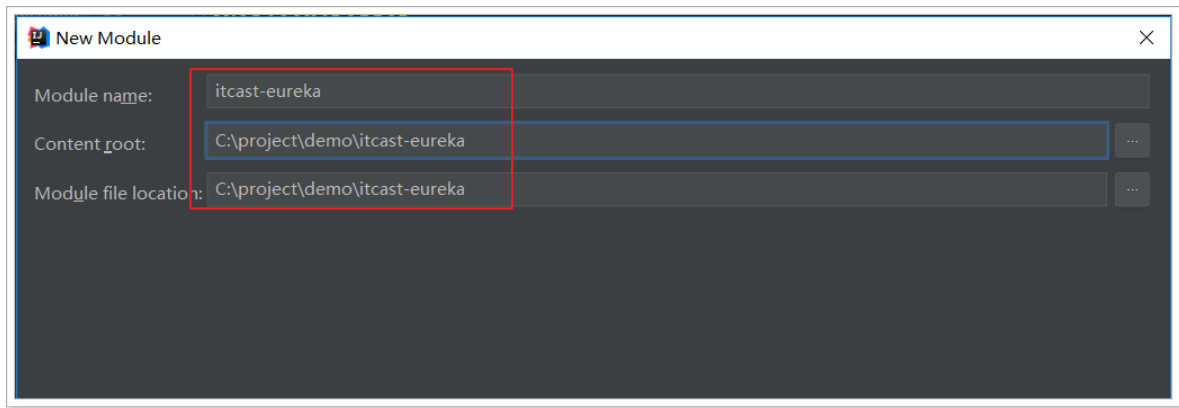 New Module
Module name: itcast-eureka
Content root: C:\project\demo\itcast-eureka ...
Module file location: C:\project\demo\itcast-eureka ...